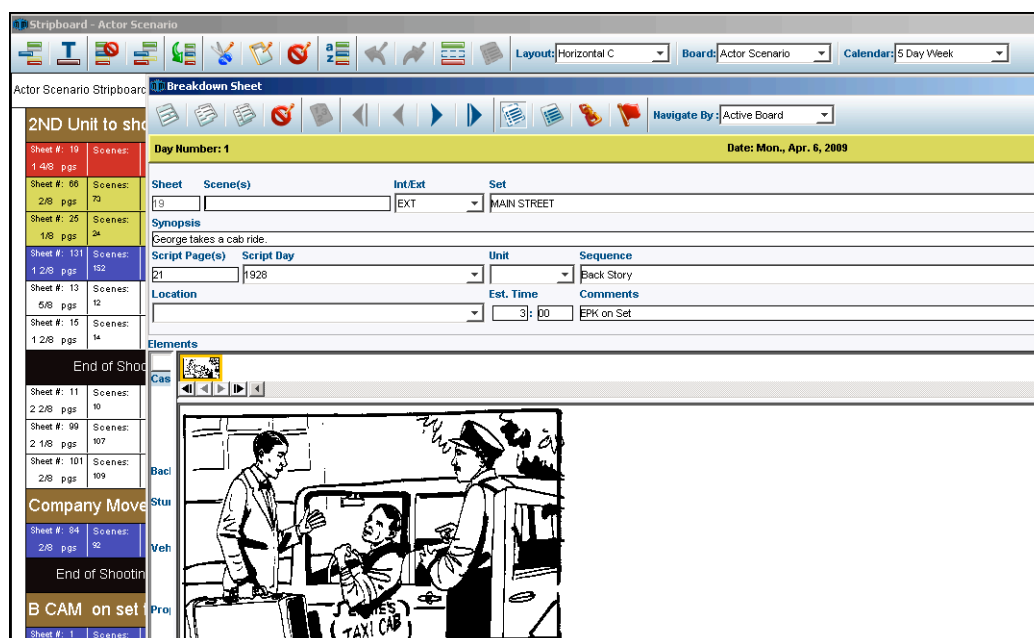 Stripboard - Actor Scenario
Layout: Horizontal C Board: Actor Scenario Calendar: 5 Day Week
Actor Scenario Stripboard
Breakdown Sheet
Navigate By : Active Board
Day Number: 1 Date: Mon., Apr. 6, 2009
Sheet Scene(s) Int/Ext Set
19 EXT MAIN STREET
Synopsis
George takes a cab ride.
Script Page(s) Script Day Unit Sequence
21 1928 Back Story
Location Est. Time Comments
3: 00 EPK on Set
Elements
Cas
Bac
Stu
Veh
Pro
2ND Unit to sho
Sheet #: 19 Scenes:
1 4/8 pgs
Sheet #: 66 Scenes:
2/8 pgs 73
Sheet #: 25 Scenes:
1/8 pgs 24
Sheet #: 131 Scenes:
1 2/8 pgs 152
Sheet #: 13 Scenes:
5/8 pgs 12
Sheet #: 15 Scenes:
1 2/8 pgs 14
End of Shoo
Sheet #: 11 Scenes:
2 2/8 pgs 10
Sheet #: 99 Scenes:
2 1/8 pgs 107
Sheet #: 101 Scenes:
2/8 pgs 109
Company Move
Sheet #: 84 Scenes:
2/8 pgs 92
End of Shootin
B CAM on set
Sheet #: 1 Scenes:
TAXI CAB